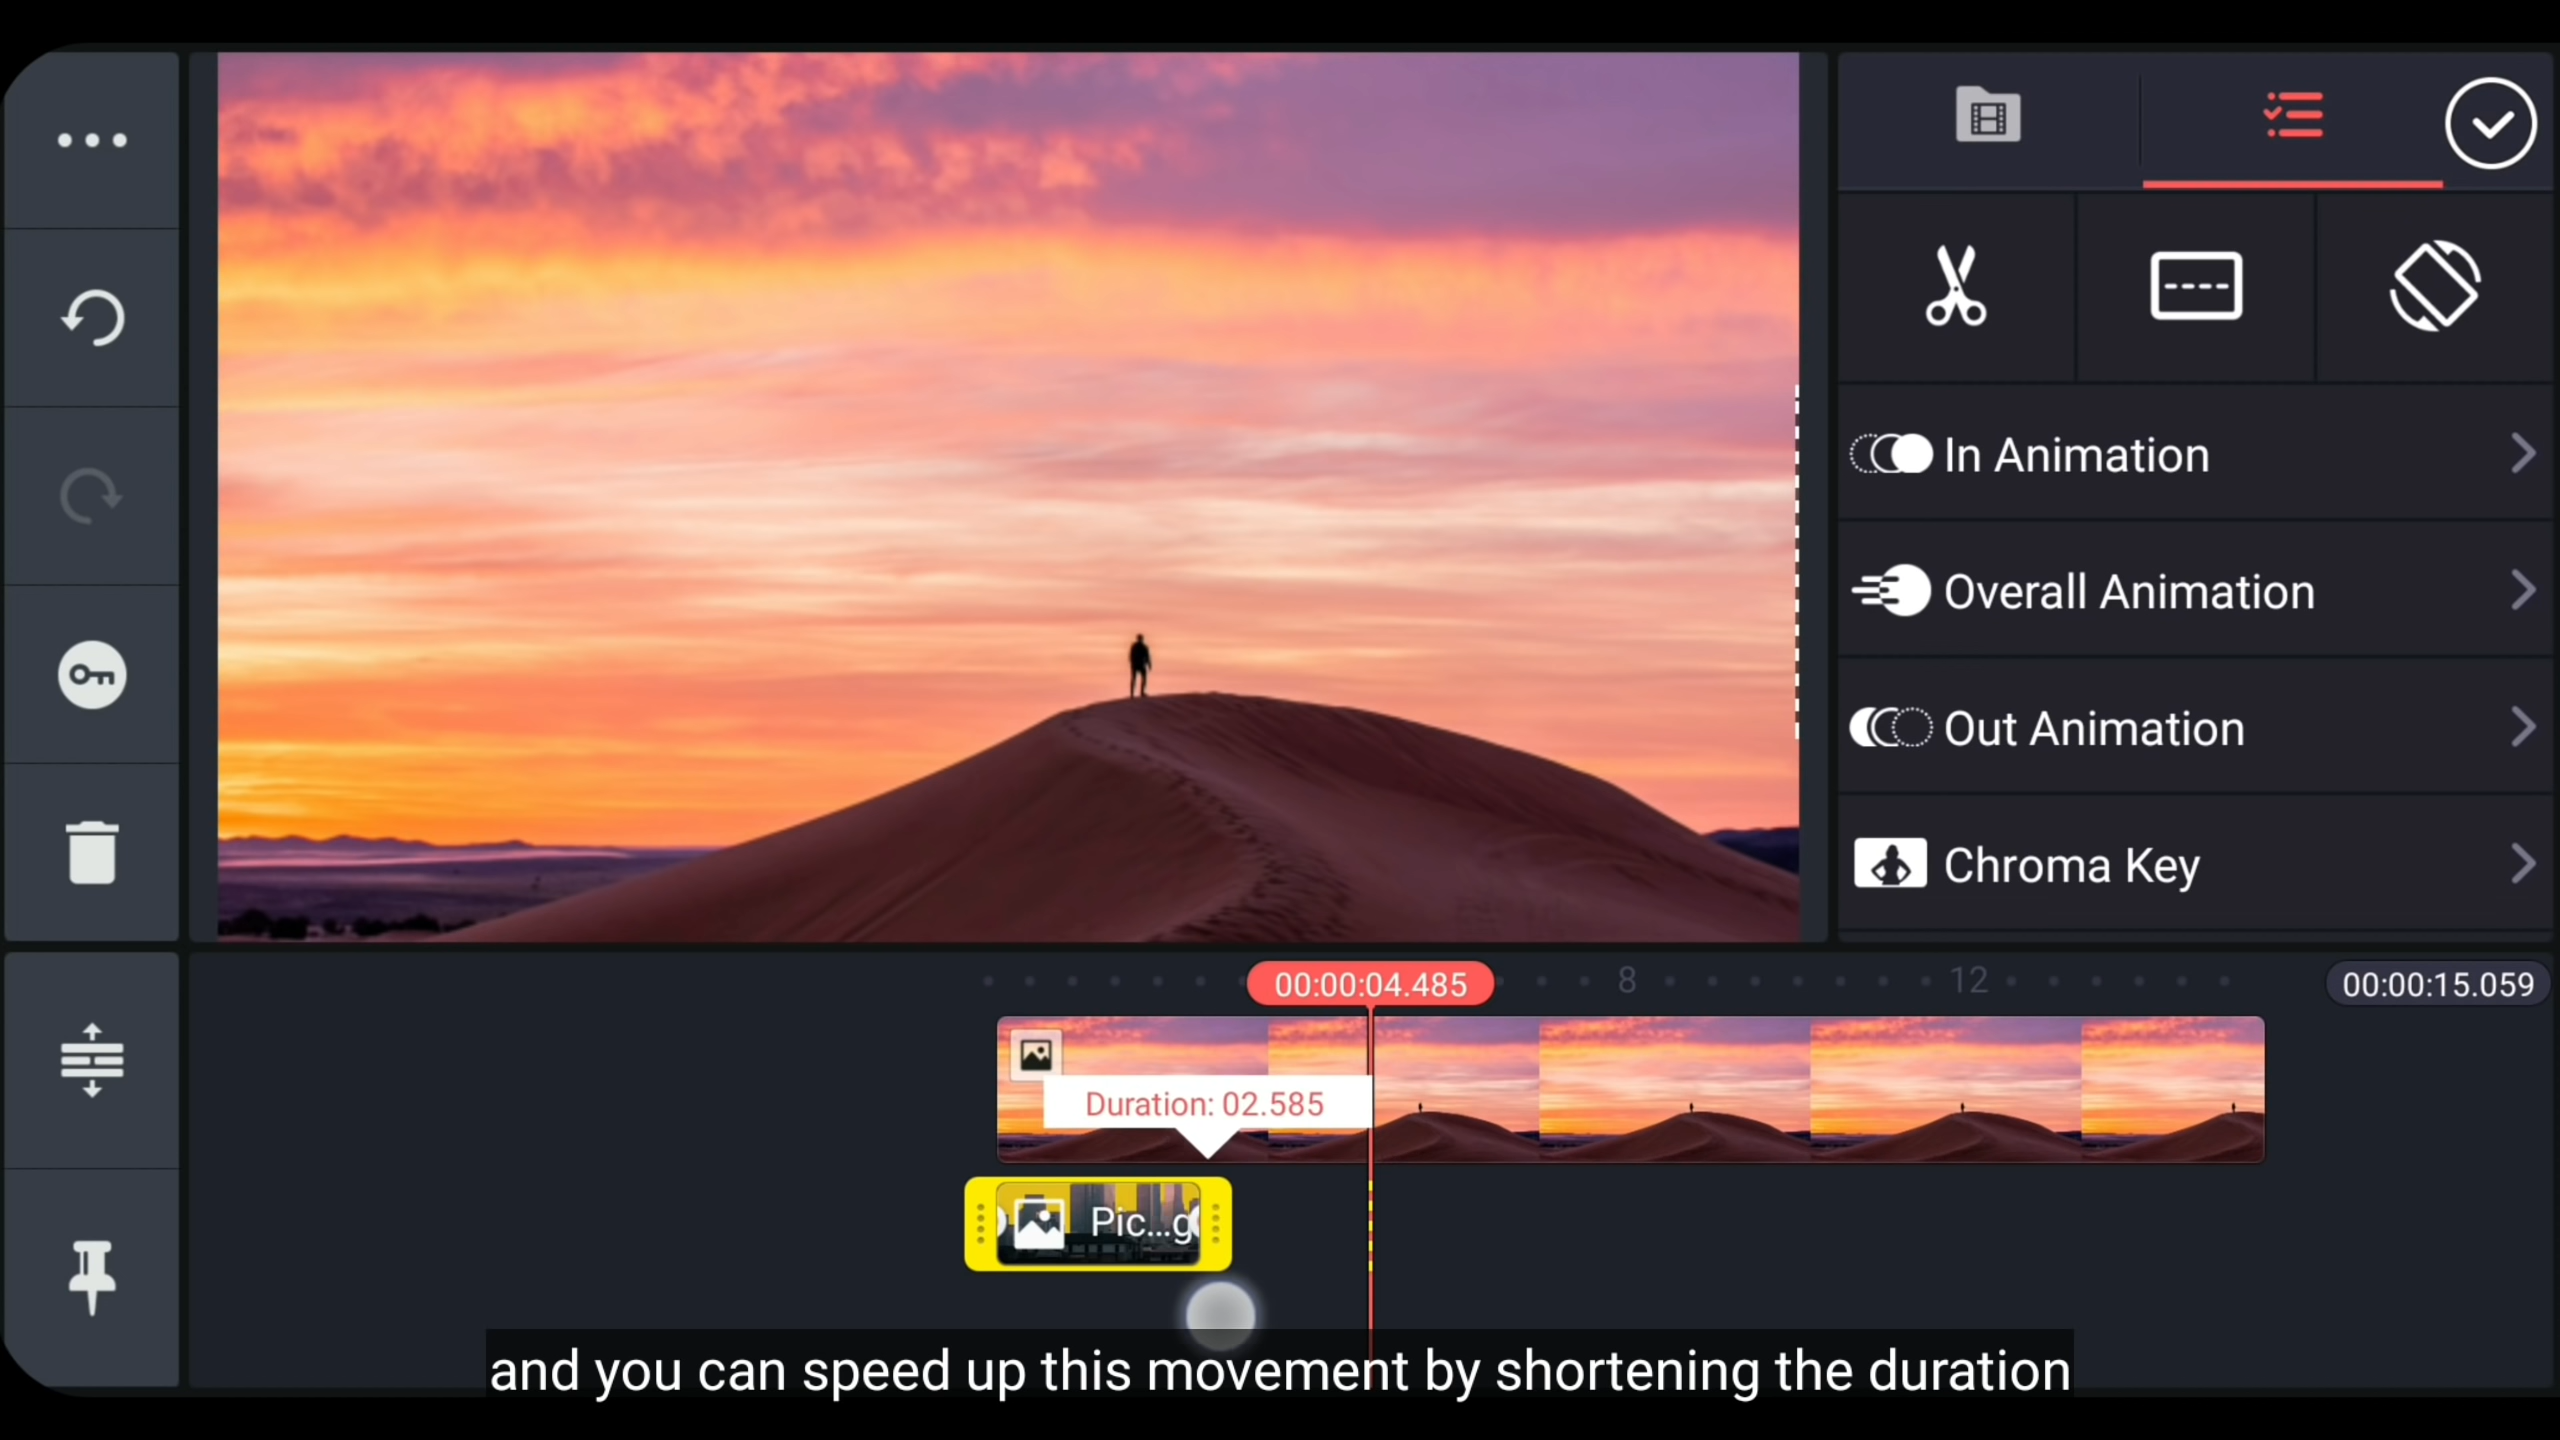 In Animation
Overall Animation
Out Animation
Chroma Key
00:00:04.485
8
12
00:00:15.059
Duration: 02.585
Pic...g
and you can speed up this movement by shortening the duration